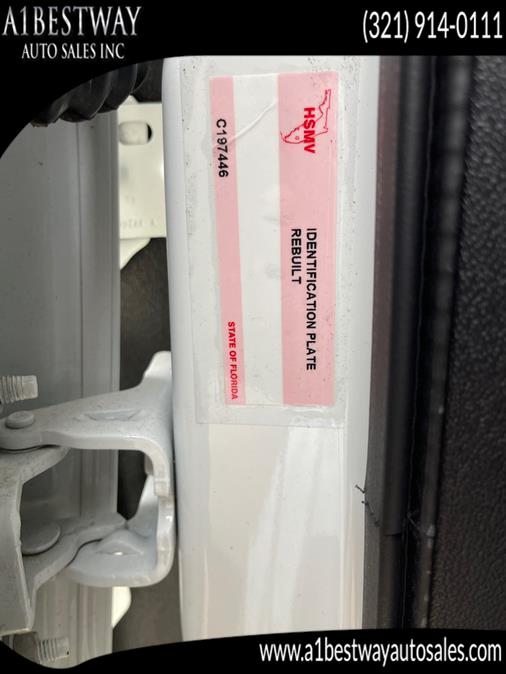 A1BESTWAY
AUTO SALES INC
(321) 914-0111
HSMV
IDENTIFICATION PLATE
REBUILT
C197446
STATE OF FLORIDA
www.a1bestwayautosales.com